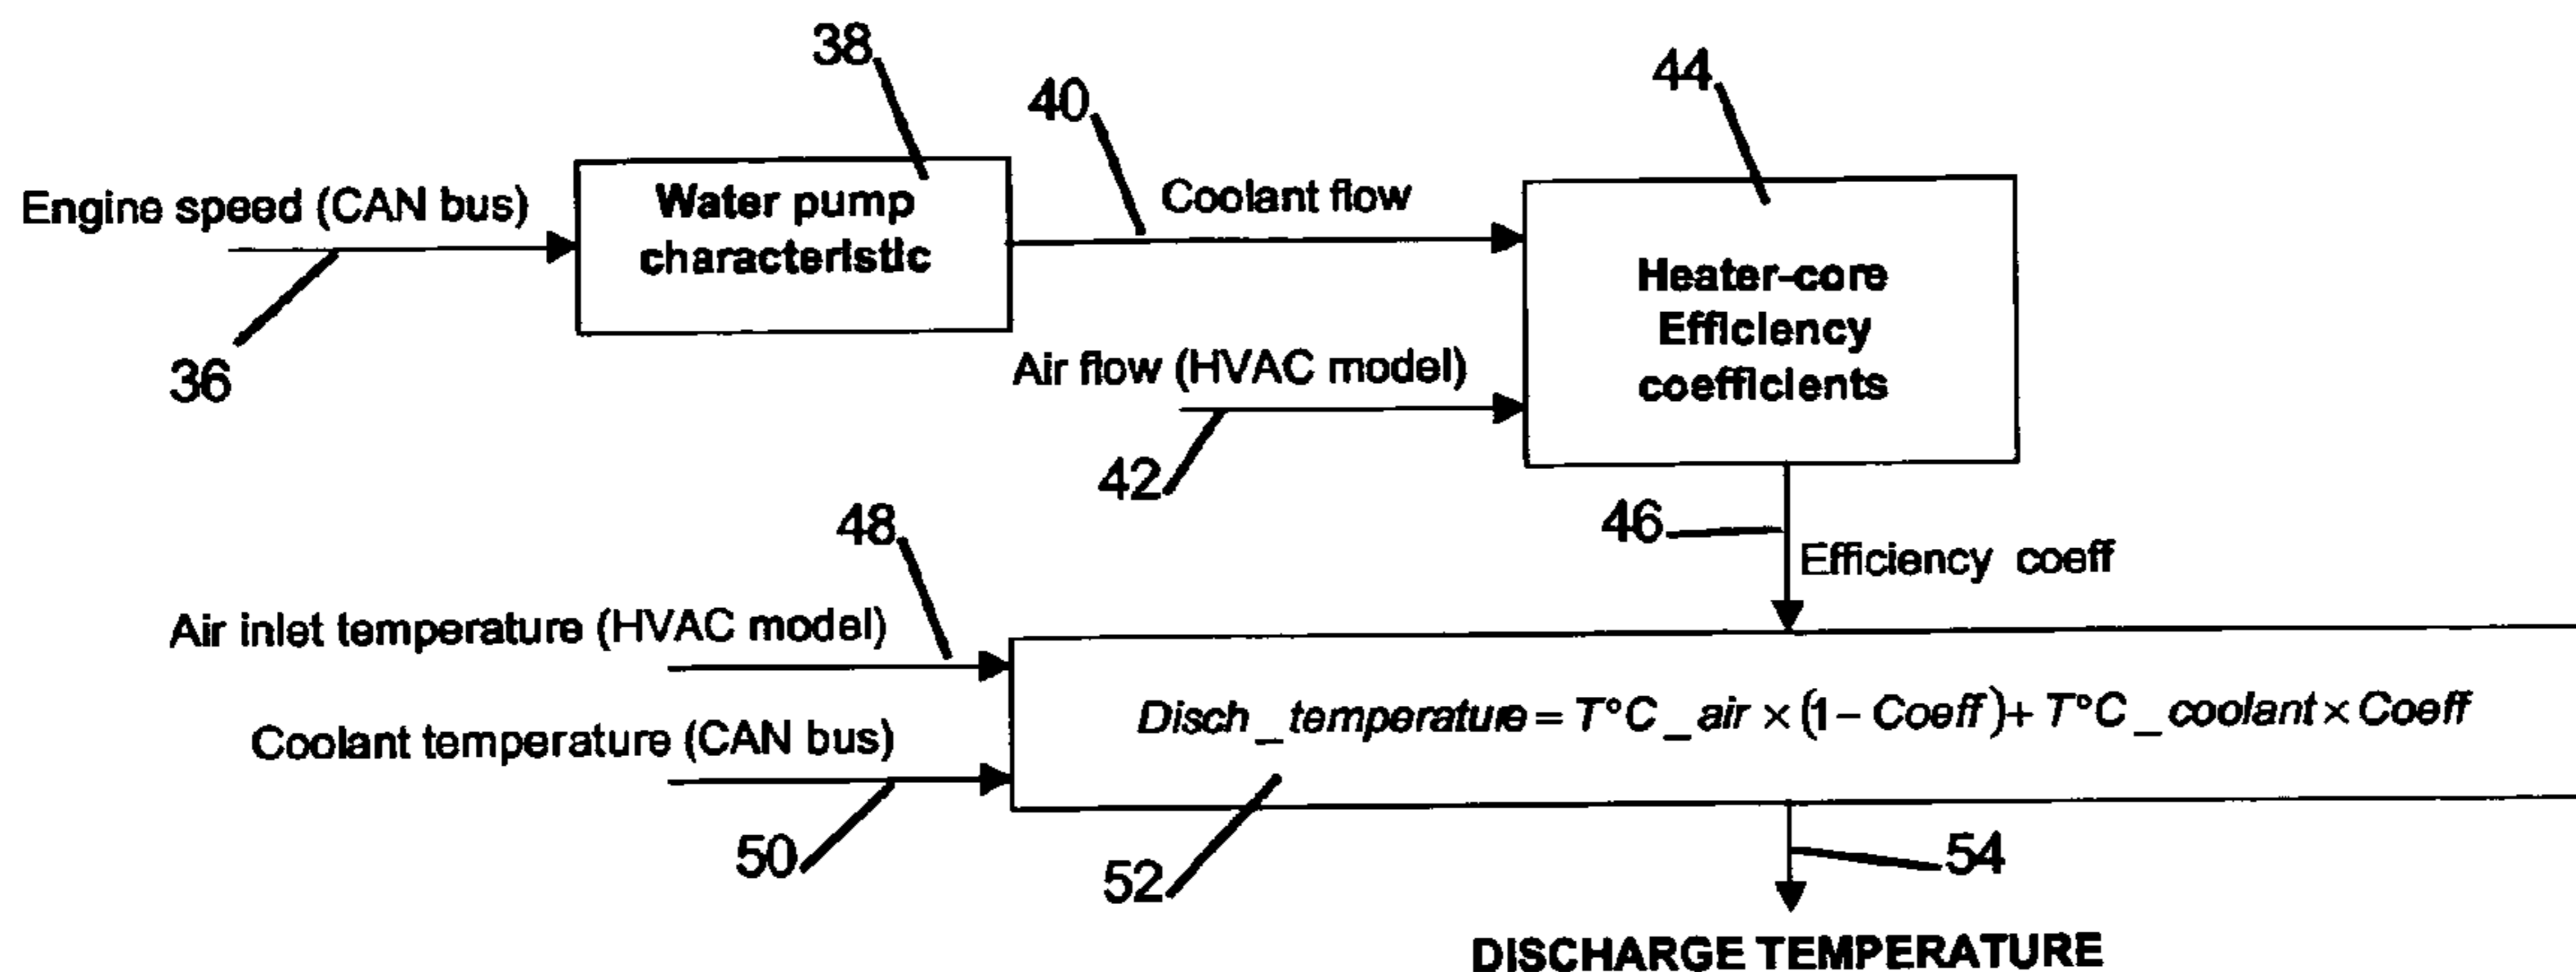 38
44
40
Engine speed (CAN bus)
Water pump
characteristic
Coolant flow
36
Heater-core
Efficiency
coefficients
Air flow (HVAC model)
42
46
Efficiency coeff
48
Air inlet temperature (HVAC model)
Coolant temperature (CAN bus)
Disch_temperature = T°C_air × (1 − Coeff) + T°C_coolant × Coeff
50
52
54
DISCHARGE TEMPERATURE